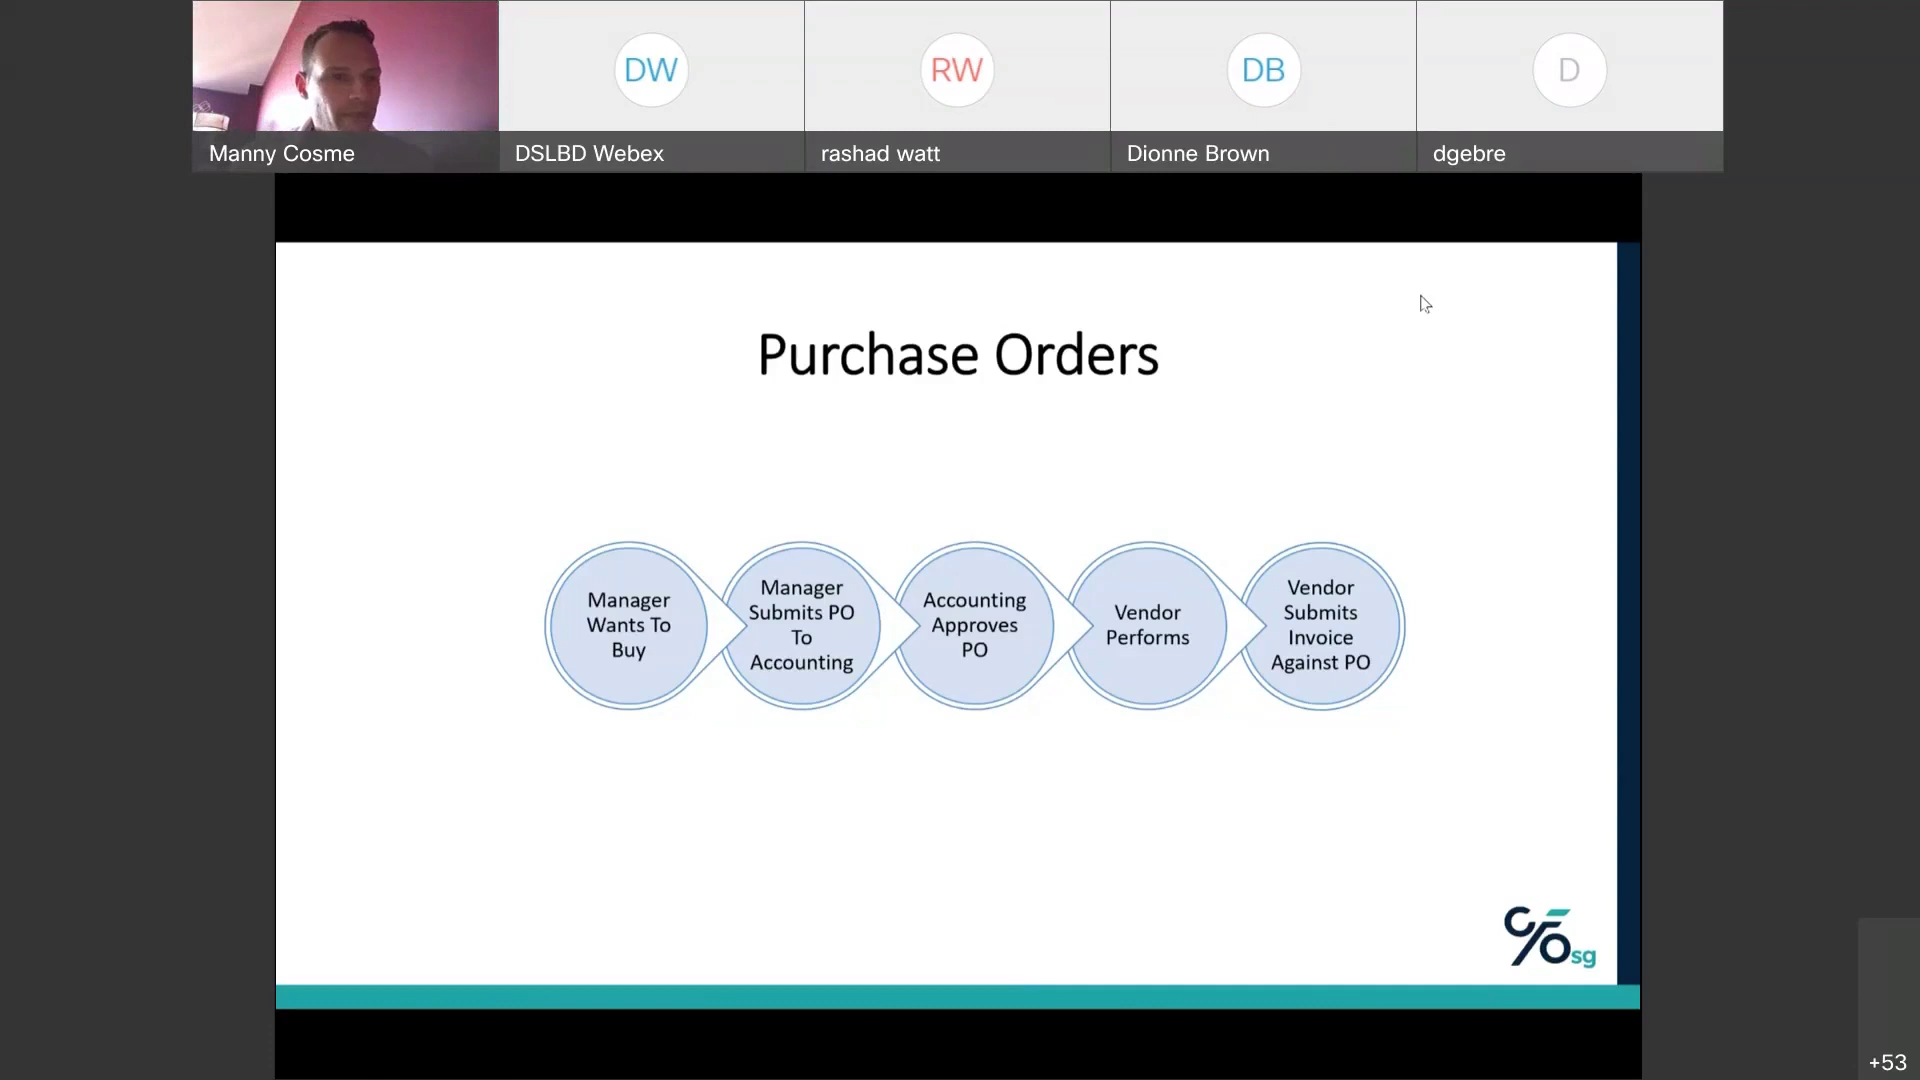 DW
RW
DB
D
Manny Cosme
DSLBD Webex
rashad watt
Dionne Brown
dgebre
Purchase Orders
Manager
Wants To
Buy
Manager
Submits PO
To
Accounting
Accounting
Approves
PO
Vendor
Performs
Vendor
Submits
Invoice
Against PO
CFO sg
+53